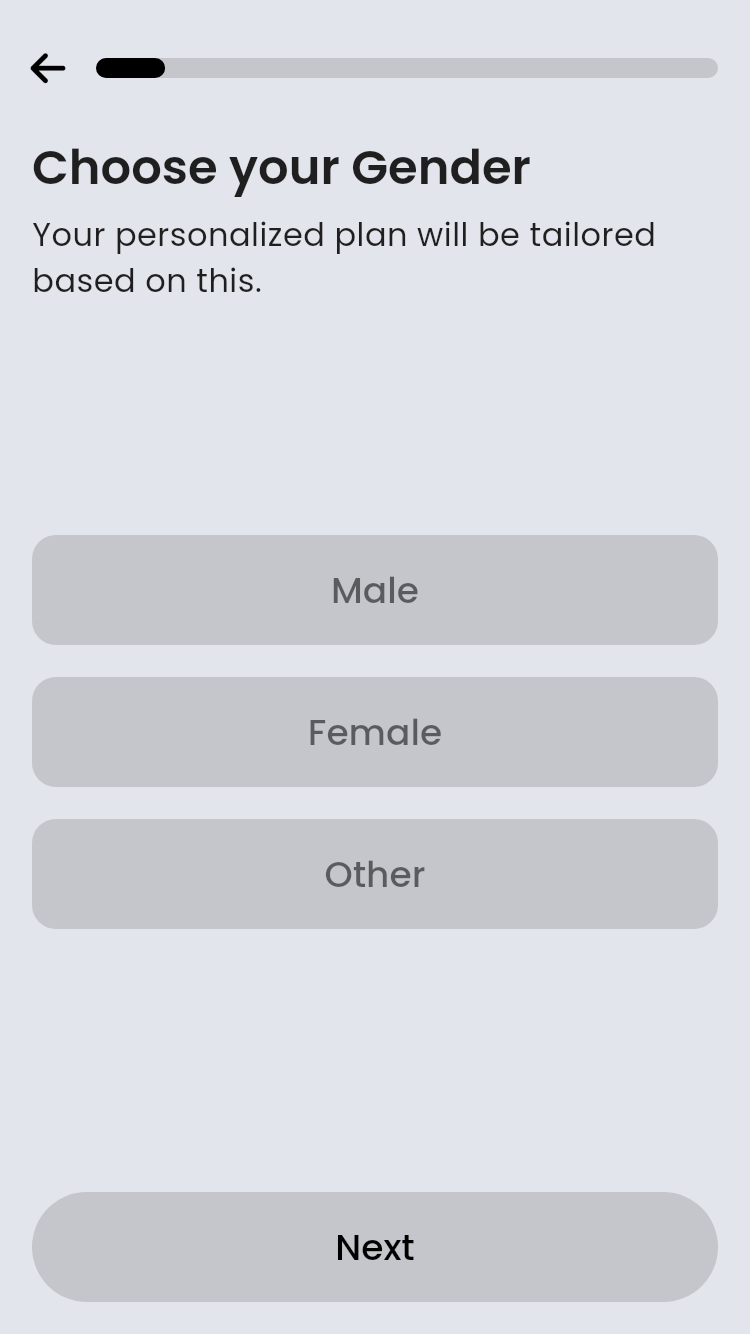 Choose your Gender
Your personalized plan will be tailored
based on this.
Male
Female
Other
Next